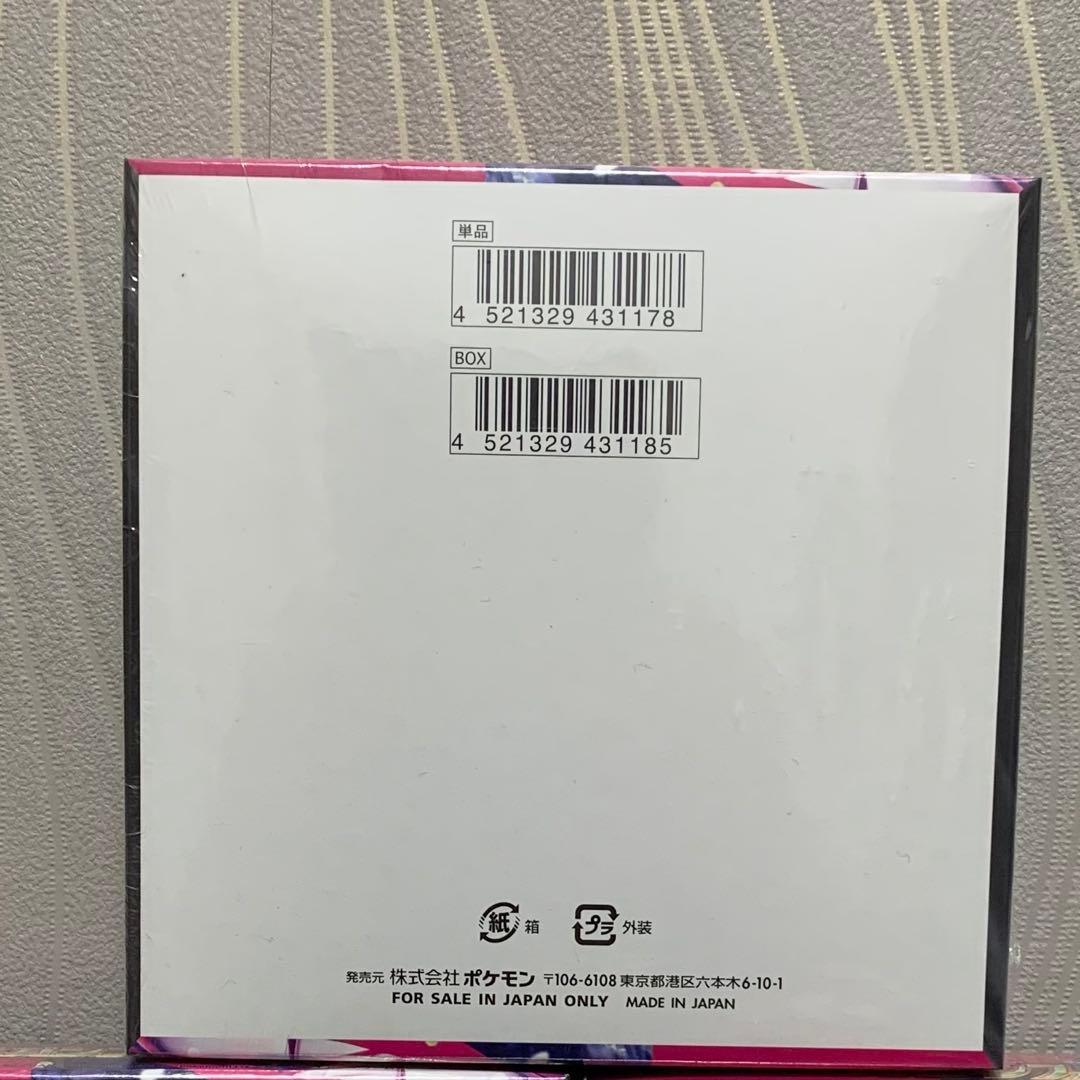 単品
4 521329 431178
BOX
4 521329 431185
紙 箱 プラ 外装
発売元 株式会社 ポケモン 〒106-6108 東京都港区六本木6-10-1
FOR SALE IN JAPAN ONLY MADE IN JAPAN